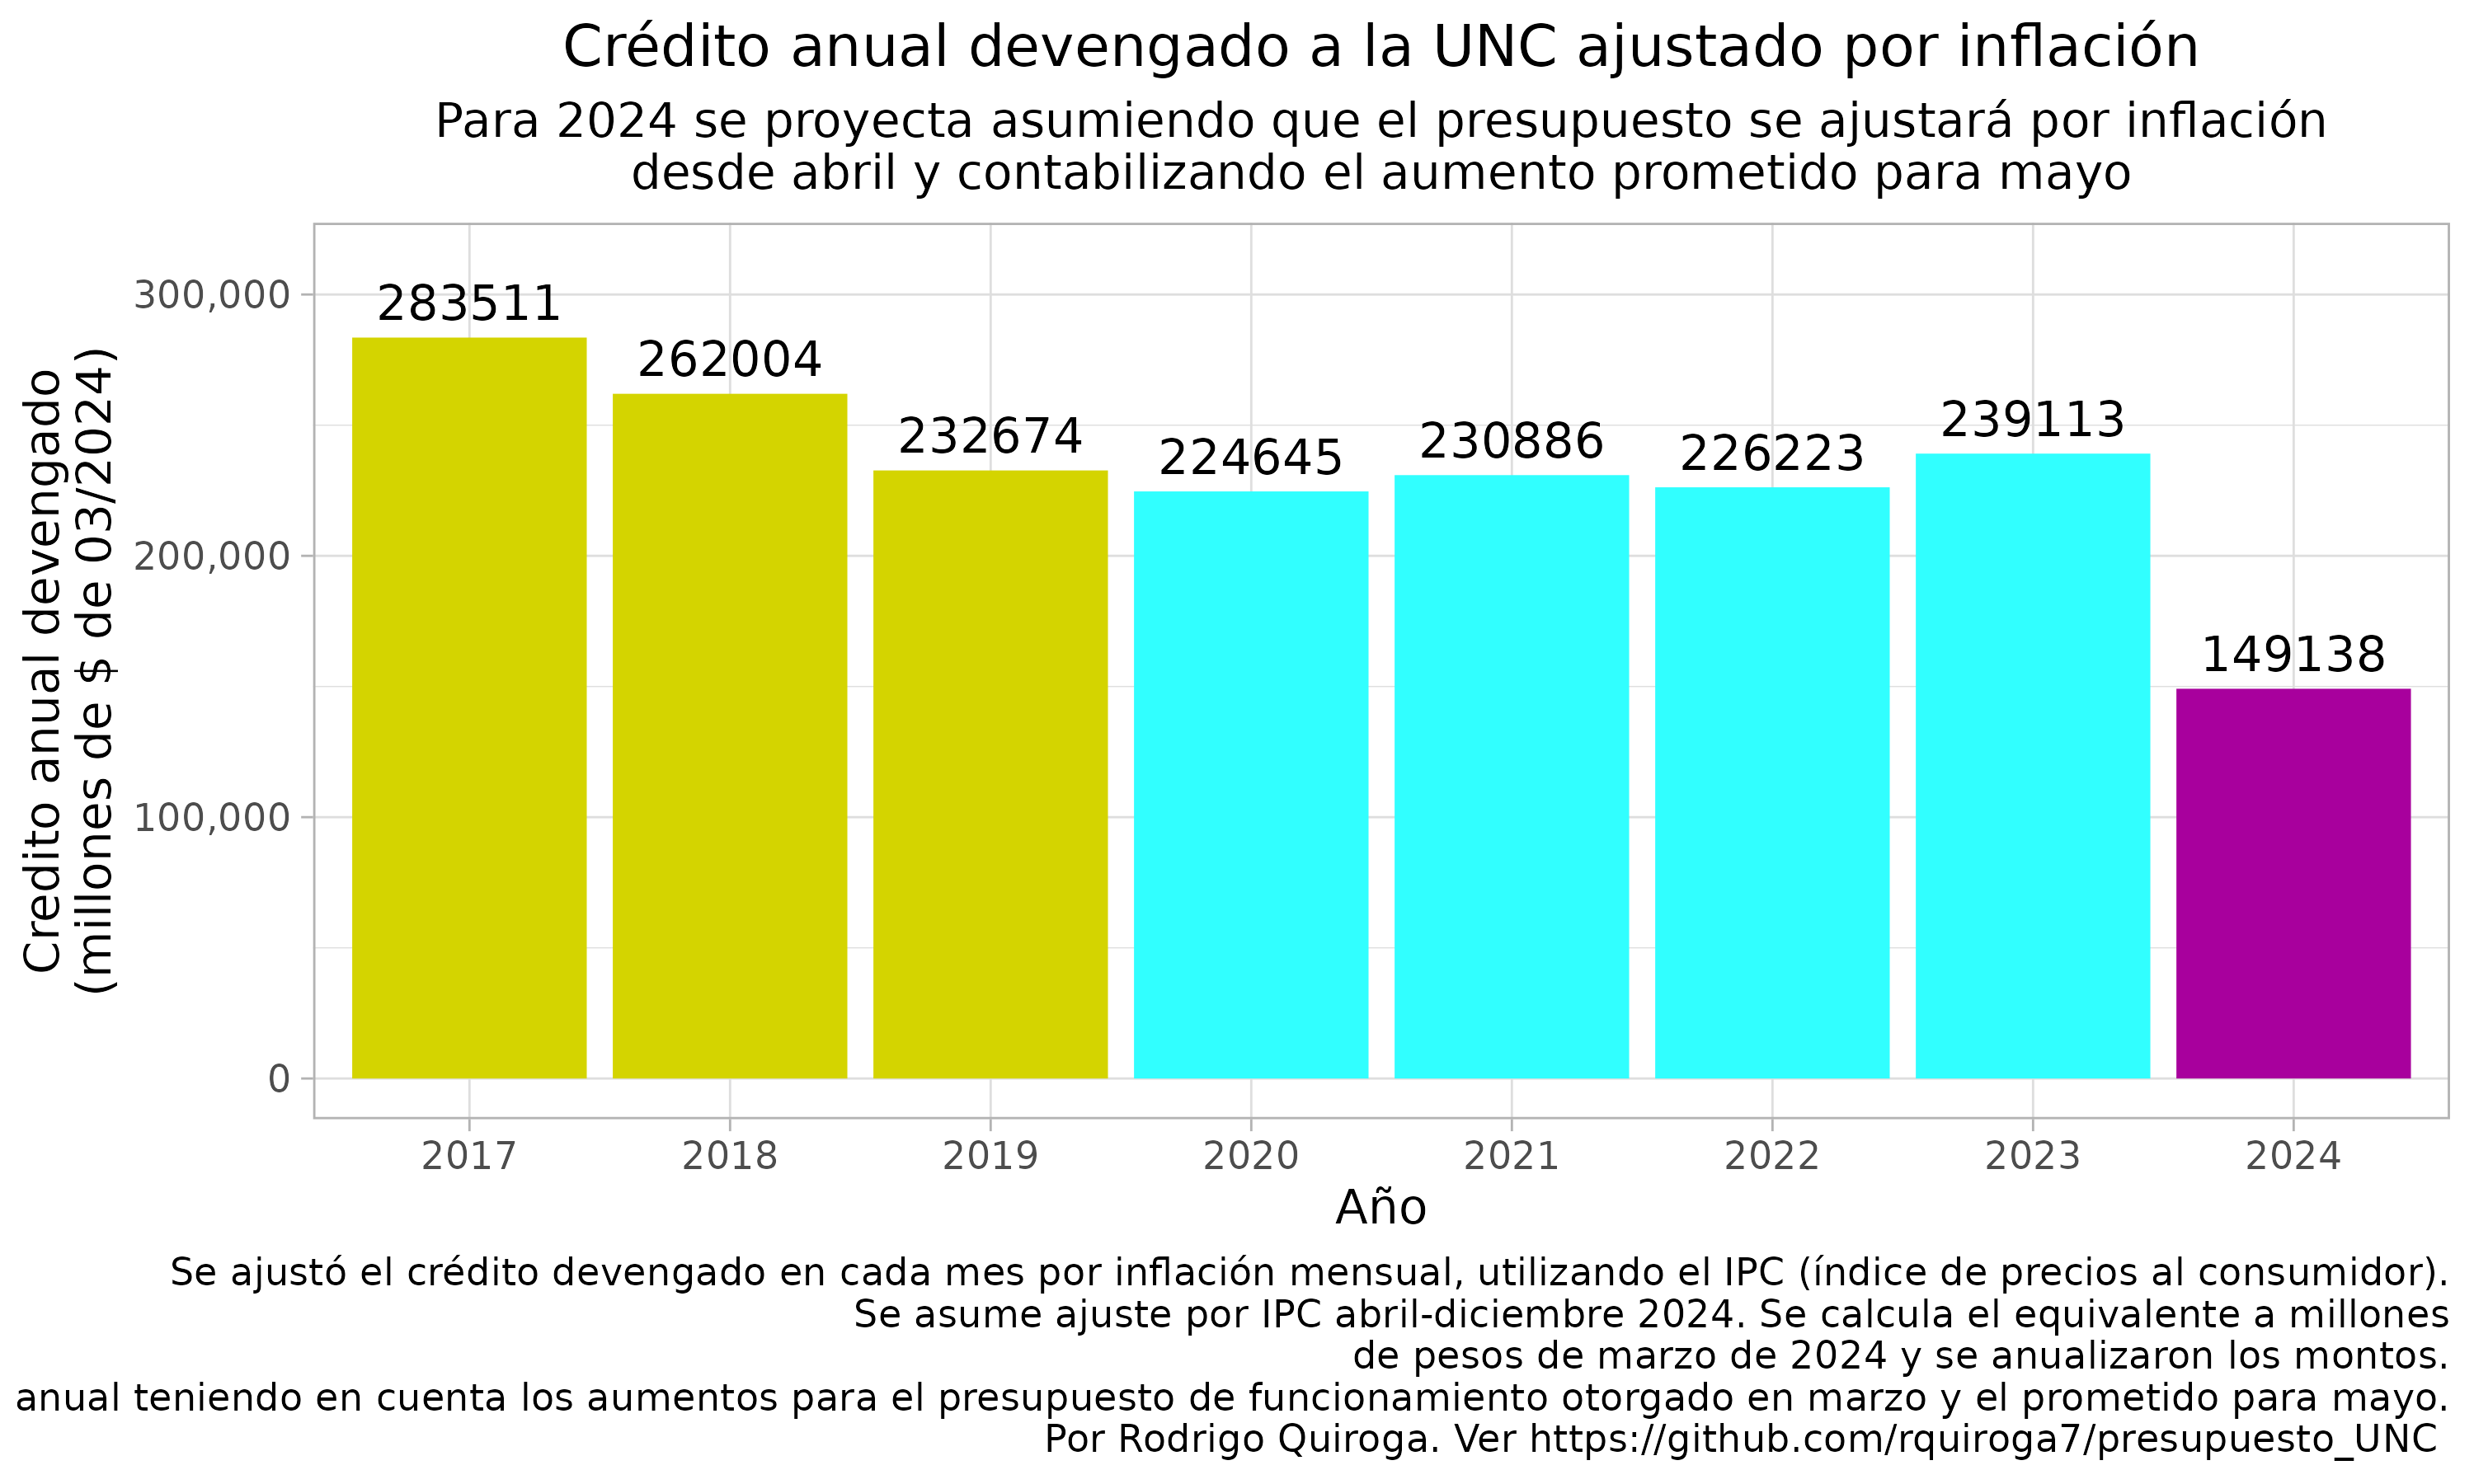 Crédito anual devengado a la UNC ajustado por inflación
Para 2024 se proyecta asumiendo que el presupuesto se ajustará por inflación
desde abril y contabilizando el aumento prometido para mayo
Credito anual devengado
(millones de $ de 03/2024)
300,000
200,000
100,000
0
283511
262004
232674
224645
230886
226223
239113
149138
2017
2018
2019
2020
2021
2022
2023
2024
Año
Se ajustó el crédito devengado en cada mes por inflación mensual, utilizando el IPC (índice de precios al consumidor).
Se asume ajuste por IPC abril-diciembre 2024. Se calcula el equivalente a millones
de pesos de marzo de 2024 y se anualizaron los montos.
anual teniendo en cuenta los aumentos para el presupuesto de funcionamiento otorgado en marzo y el prometido para mayo.
Por Rodrigo Quiroga. Ver https://github.com/rquiroga7/presupuesto_UNC